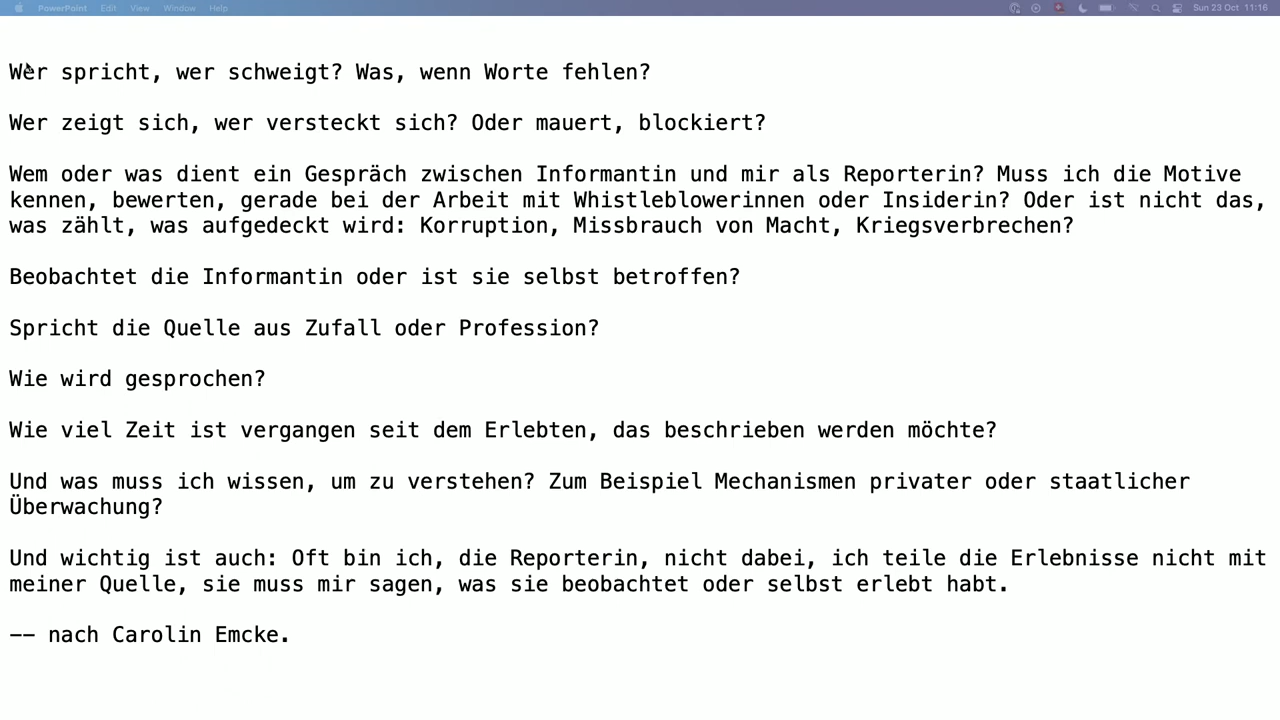 PowerPoint Edit View Window Help Sun 23 Oct 11:16
Wer spricht, wer schweigt? Was, wenn Worte fehlen?
Wer zeigt sich, wer versteckt sich? Oder mauert, blockiert?
Wem oder was dient ein Gespräch zwischen Informantin und mir als Reporterin? Muss ich die Motive
kennen, bewerten, gerade bei der Arbeit mit Whistleblowerinnen oder Insiderin? Oder ist nicht das,
was zählt, was aufgedeckt wird: Korruption, Missbrauch von Macht, Kriegsverbrechen?
Beobachtet die Informantin oder ist sie selbst betroffen?
Spricht die Quelle aus Zufall oder Profession?
Wie wird gesprochen?
Wie viel Zeit ist vergangen seit dem Erlebten, das beschrieben werden möchte?
Und was muss ich wissen, um zu verstehen? Zum Beispiel Mechanismen privater oder staatlicher
Überwachung?
Und wichtig ist auch: Oft bin ich, die Reporterin, nicht dabei, ich teile die Erlebnisse nicht mit
meiner Quelle, sie muss mir sagen, was sie beobachtet oder selbst erlebt habt.
-- nach Carolin Emcke.